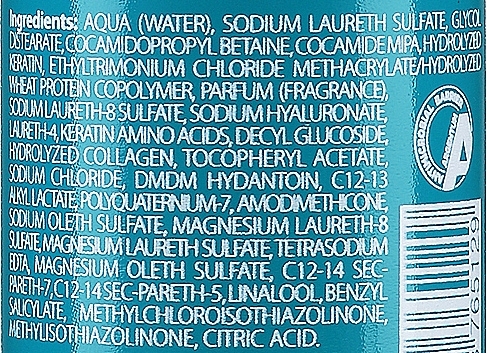 Ingredients: AQUA (WATER), SODIUM LAURETH SULFATE, GLYCOL
DISTEARATE, COCAMIDOPROPYL BETAINE, COCAMIDE MIPA, HYDROLYZED
KERATIN, ETHYLTRIMONIUM CHLORIDE METHACRYLATE/HYDROLYZED
WHEAT PROTEIN COPOLYMER, PARFUM (FRAGRANCE),
SODIUM LAURETH-8 SULFATE, SODIUM HYALURONATE,
LAURETH-4, KERATIN AMINO ACIDS, DECYL GLUCOSIDE,
HYDROLYZED COLLAGEN, TOCOPHERYL ACETATE,
SODIUM CHLORIDE, DMDM HYDANTOIN, C12-13
ALKYL LACTATE, POLYQUATERNIUM-7, AMODIMETHICONE,
SODIUM OLETH SULFATE, MAGNESIUM LAURETH-8
SULFATE, MAGNESIUM LAURETH SULFATE, TETRASODIUM
EDTA, MAGNESIUM OLETH SULFATE, C12-14 SEC-
PARETH-7, C12-14 SEC-PARETH-5, LINALOOL, BENZYL
SALICYLATE, METHYLCHLOROISOTHIAZOLINONE,
METHYLISOTHIAZOLINONE, CITRIC ACID.
ANTIMICROBIAL BARRIER
A
765129